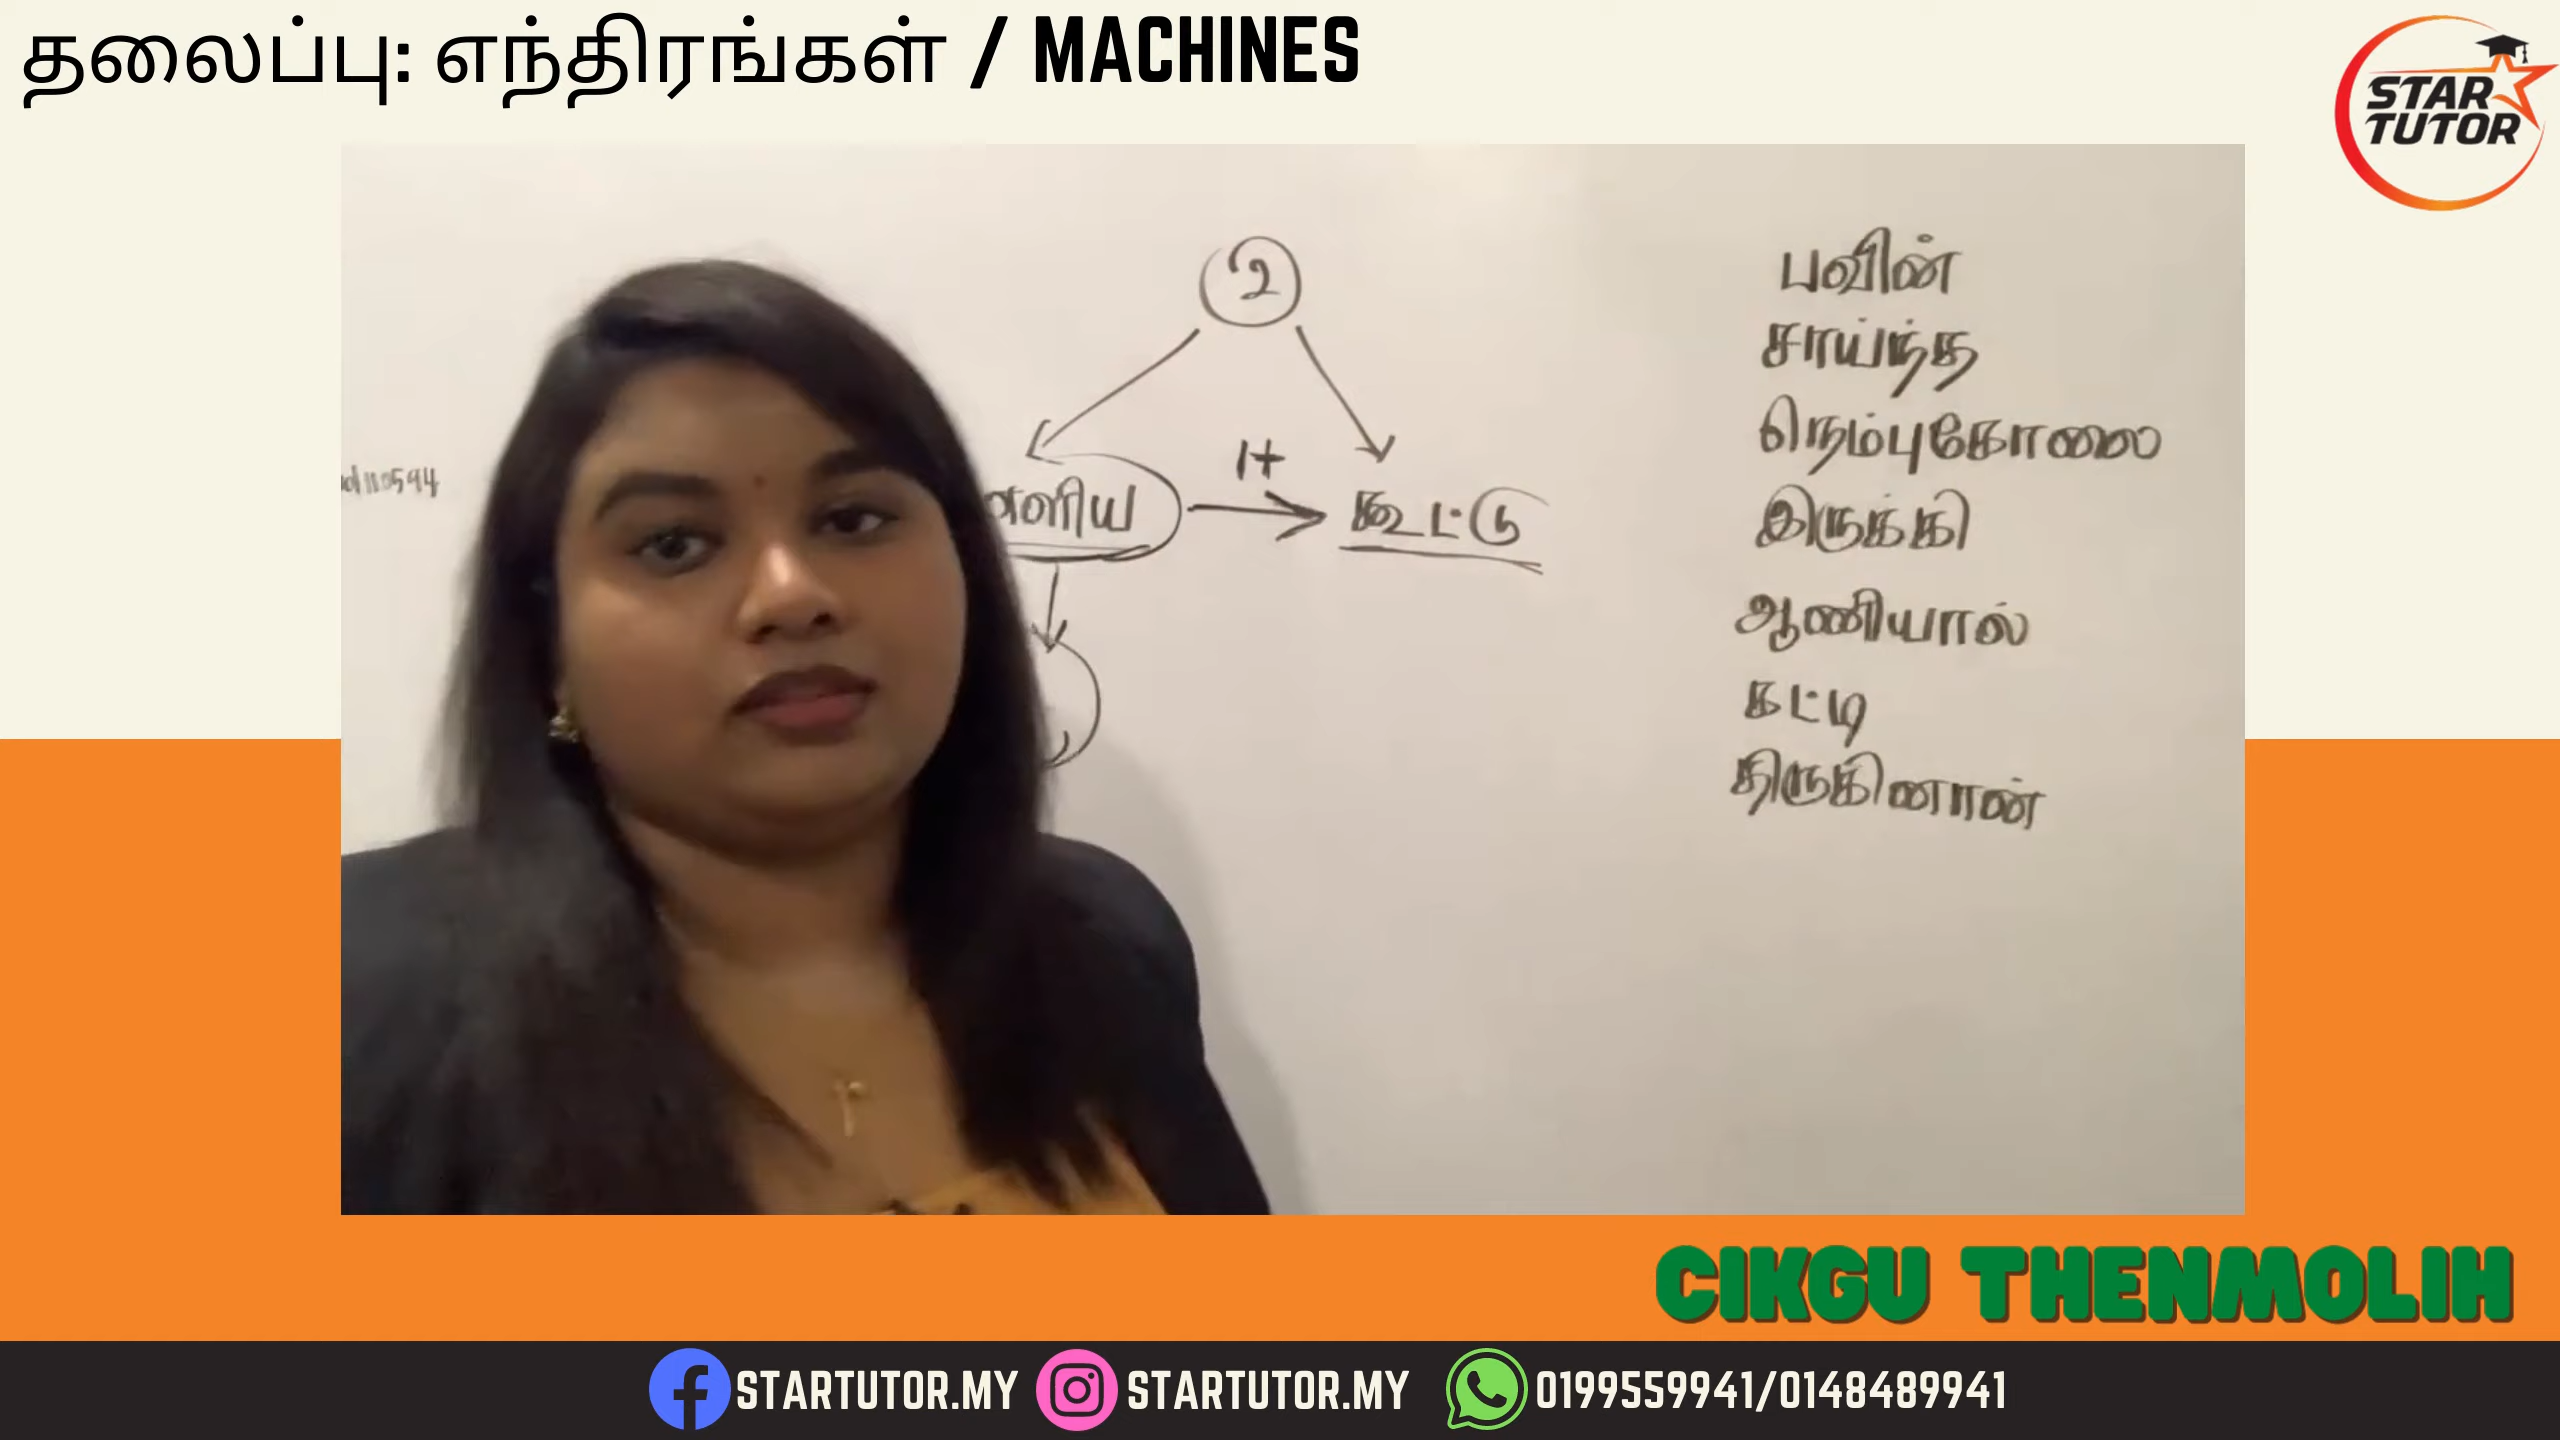 தலைப்பு: எந்திரங்கள் / MACHINES
STAR
TUTOR
2
1+
எளிய
கூட்டு
பவின்
சாய்ந்த
நெம்புகோலை
இருக்கி
ஆணியால்
கட்டி
திருகினான்
CIKGU THENMOLIH
STARTUTOR.MY
STARTUTOR.MY
0199559941/0148489941